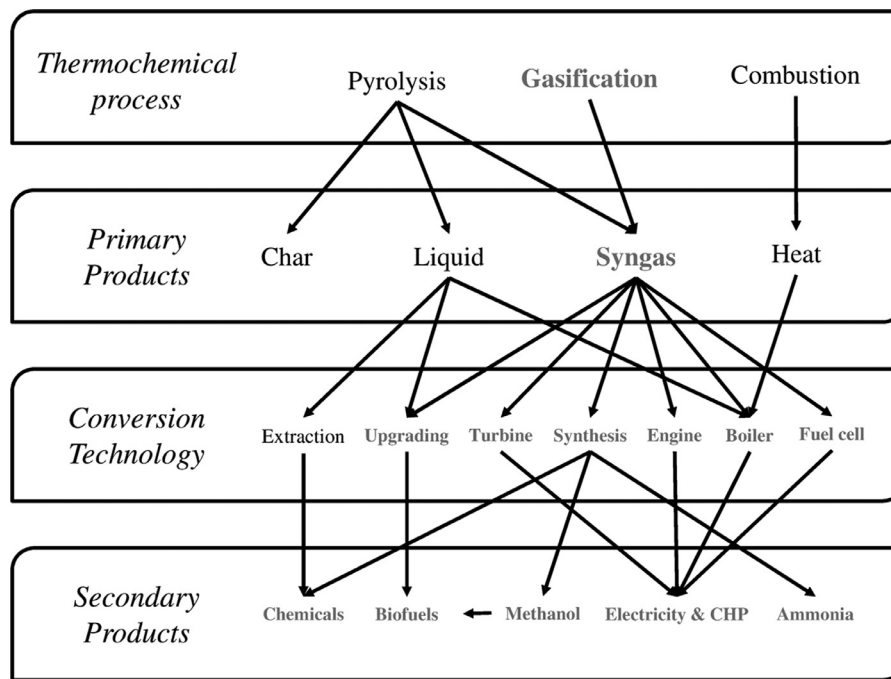 Thermochemical
process
Pyrolysis
Gasification
Combustion
Primary
Products
Char
Liquid
Syngas
Heat
Conversion
Technology
Extraction
Upgrading
Turbine
Synthesis
Engine
Boiler
Fuel cell
Secondary
Products
Chemicals
Biofuels
Methanol
Electricity & CHP
Ammonia